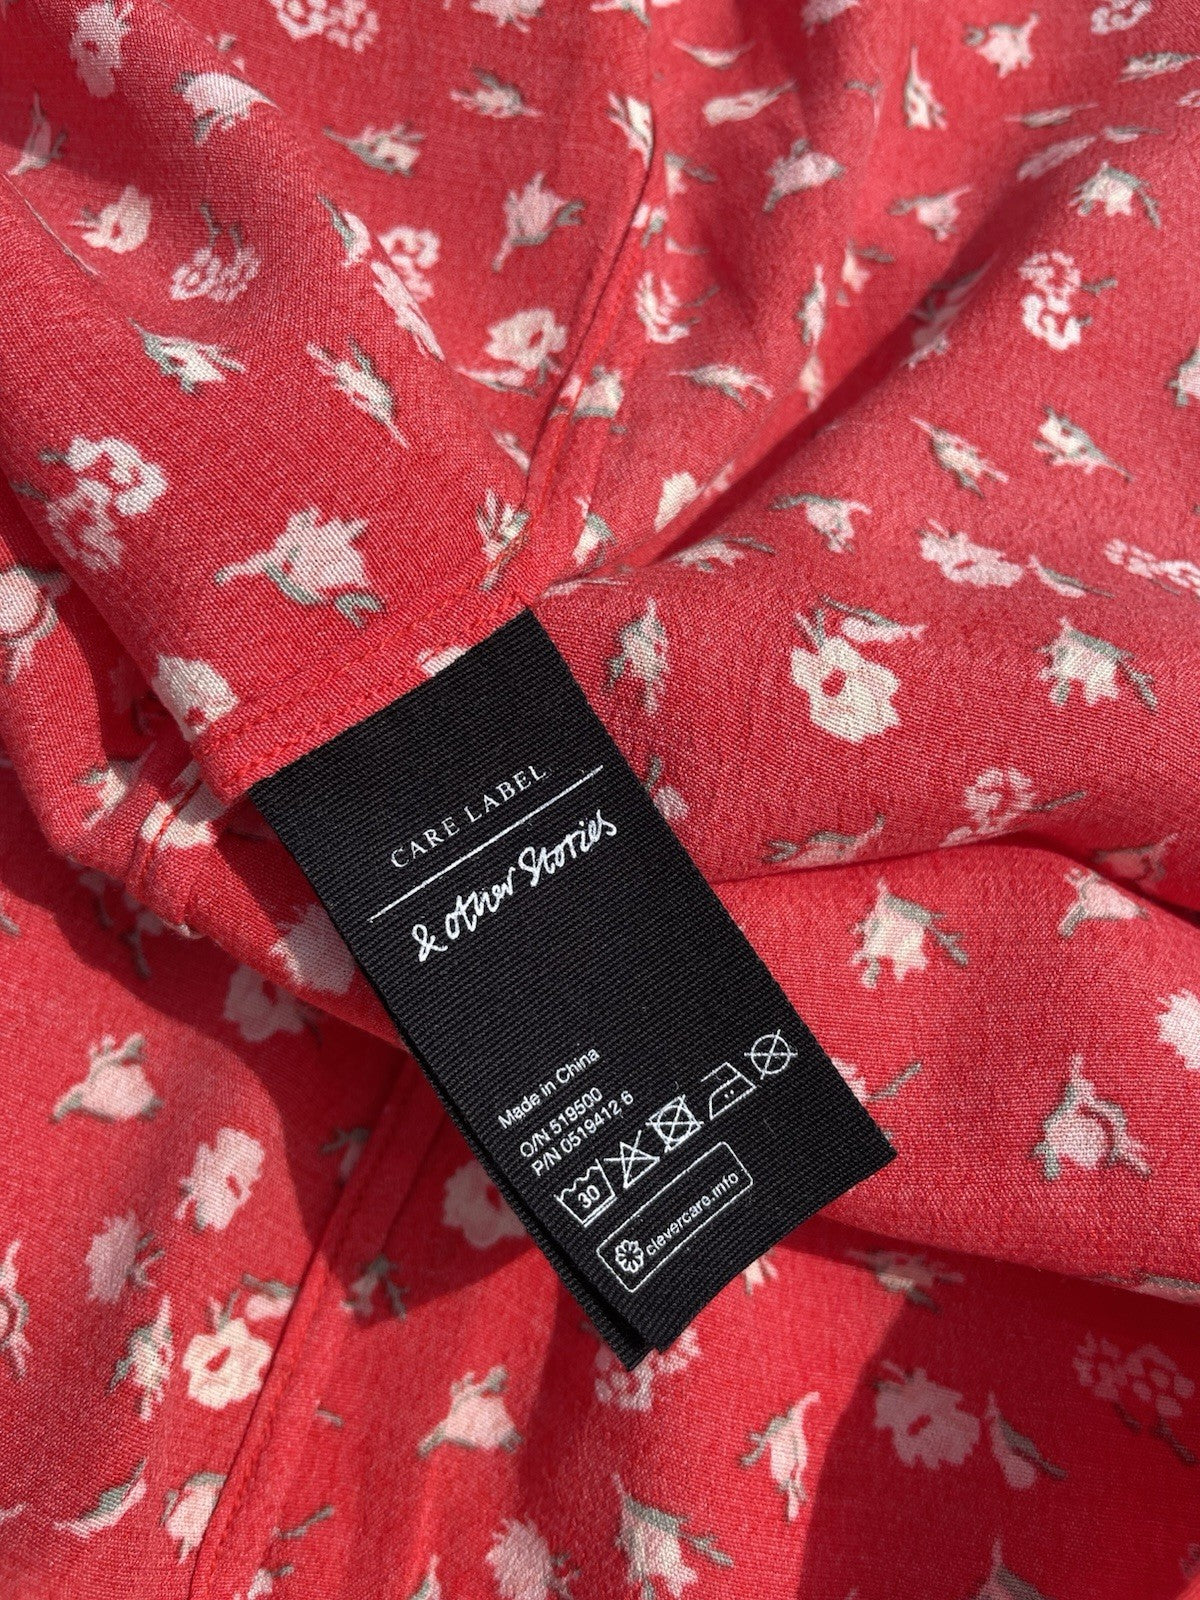 CARE LABEL
& other Stories
Made in China
O/N 519500
P/N 0519412 6
30
clevercare.info